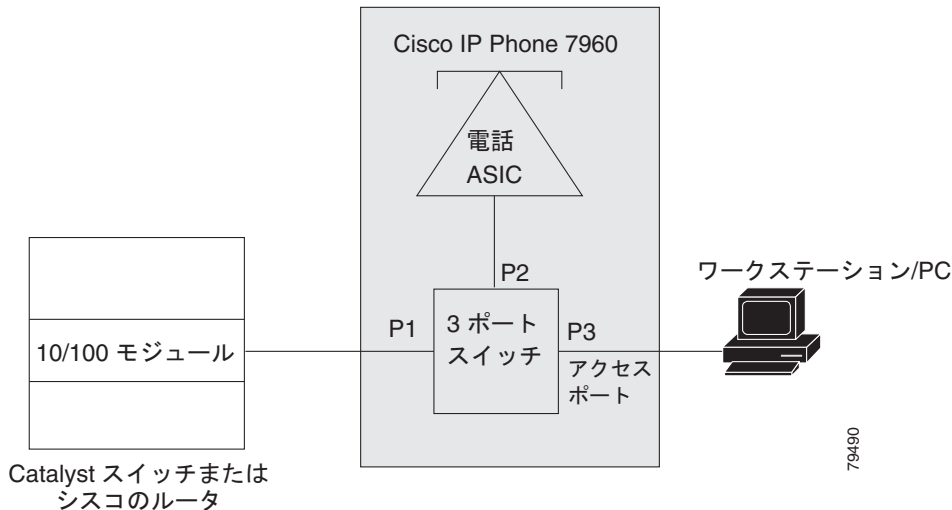 Cisco IP Phone 7960
電話
ASIC
P2
ワークステーション/PC
P1
3 ポート
スイッチ
P3
10/100 モジュール
アクセス
ポート
Catalyst スイッチまたは
シスコのルータ
79490